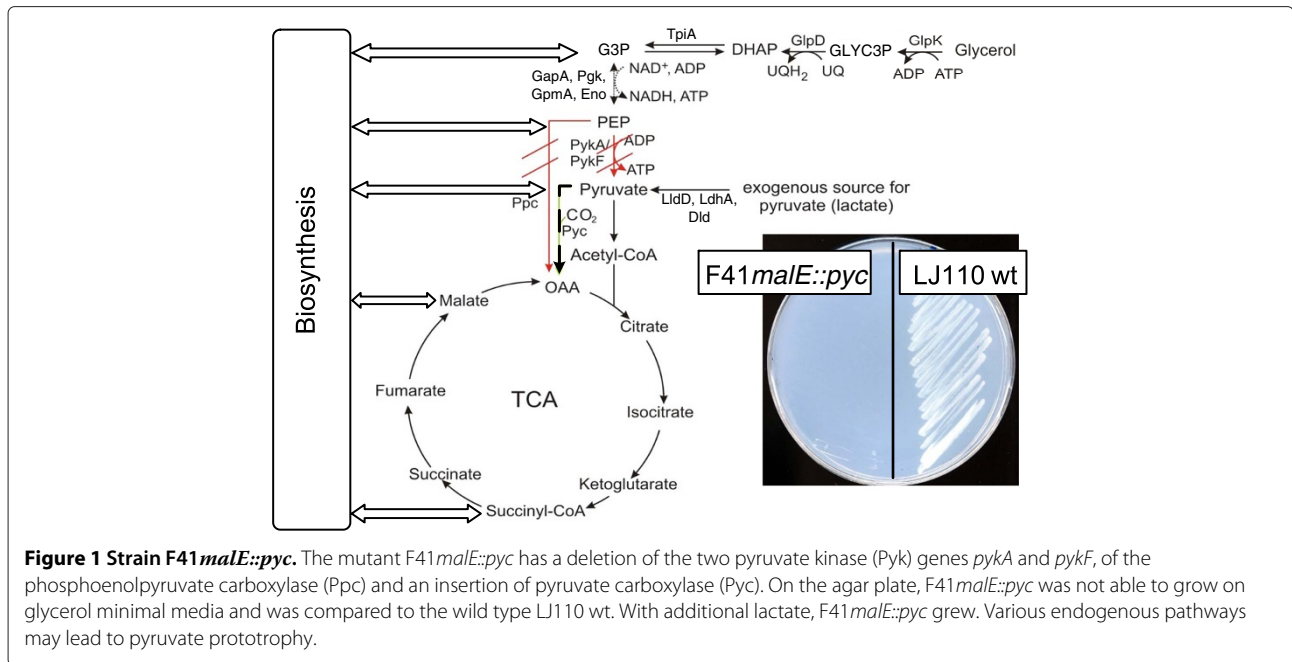 TpiA
G3P
DHAP
GlpD
GLYC3P
GlpK
Glycerol
UQH2 UQ
ADP ATP
GapA, Pgk,
GpmA, Eno
NAD+, ADP
NADH, ATP
PEP
PykA/
PykF
ADP
ATP
Ppc
Pyruvate
LldD, LdhA,
Dld
exogenous source for
pyruvate (lactate)
CO2
Pyc
Acetyl-CoA
OAA
Malate
Citrate
Fumarate
TCA
Isocitrate
Succinate
Ketoglutarate
Succinyl-CoA
Biosynthesis
F41malE::pyc
LJ110 wt
Figure 1 Strain F41malE::pyc. The mutant F41malE::pyc has a deletion of the two pyruvate kinase (Pyk) genes pykA and pykF, of the
phosphoenolpyruvate carboxylase (Ppc) and an insertion of pyruvate carboxylase (Pyc). On the agar plate, F41malE::pyc was not able to grow on
glycerol minimal media and was compared to the wild type LJ110 wt. With additional lactate, F41malE::pyc grew. Various endogenous pathways
may lead to pyruvate prototrophy.